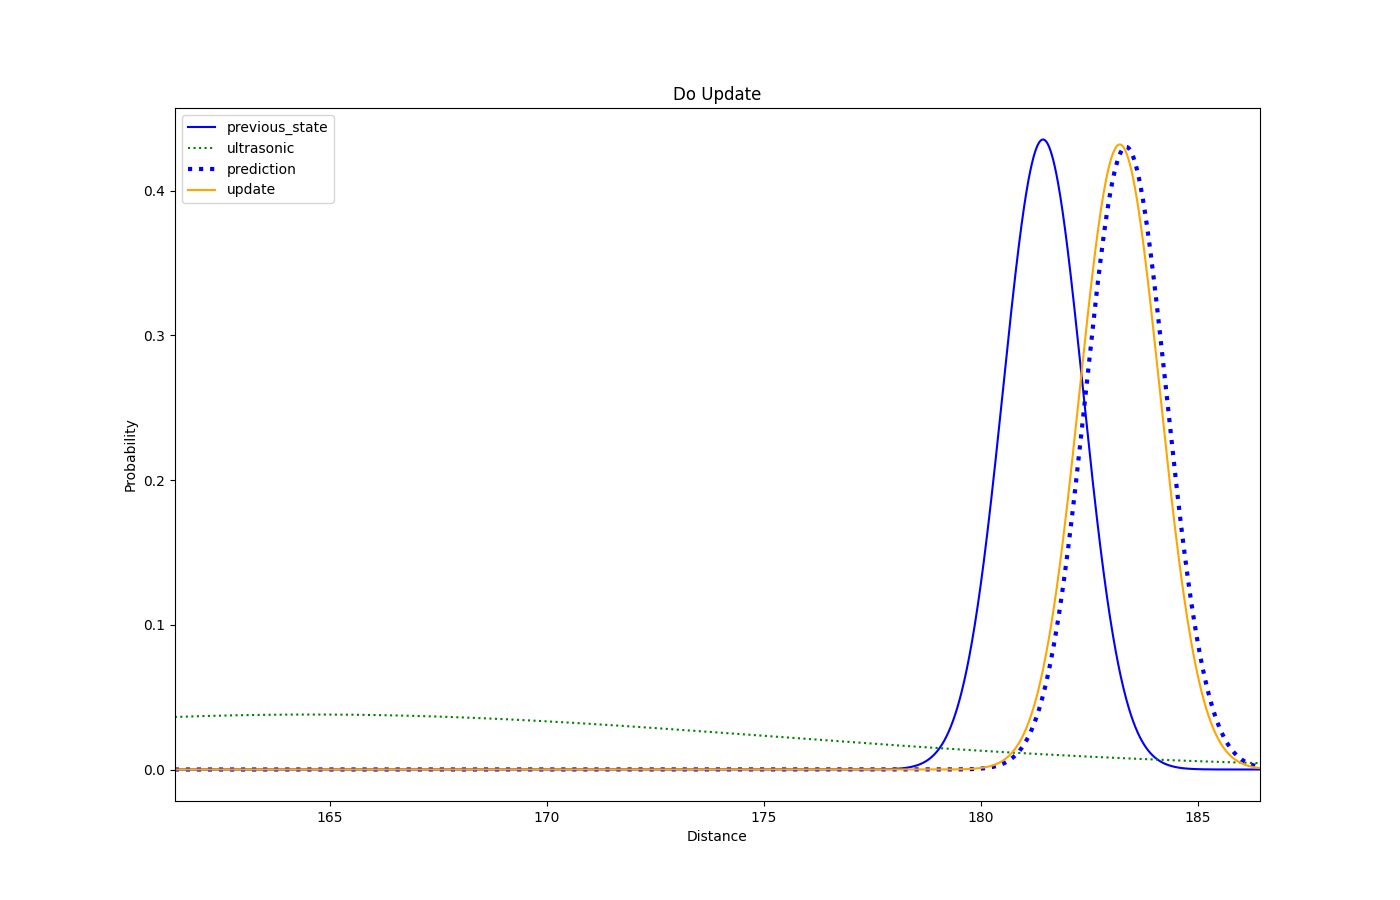 Do Update
previous_state
ultrasonic
prediction
update
0.4
0.3
0.2
0.1
0.0
Probability
165
170
175
180
185
Distance